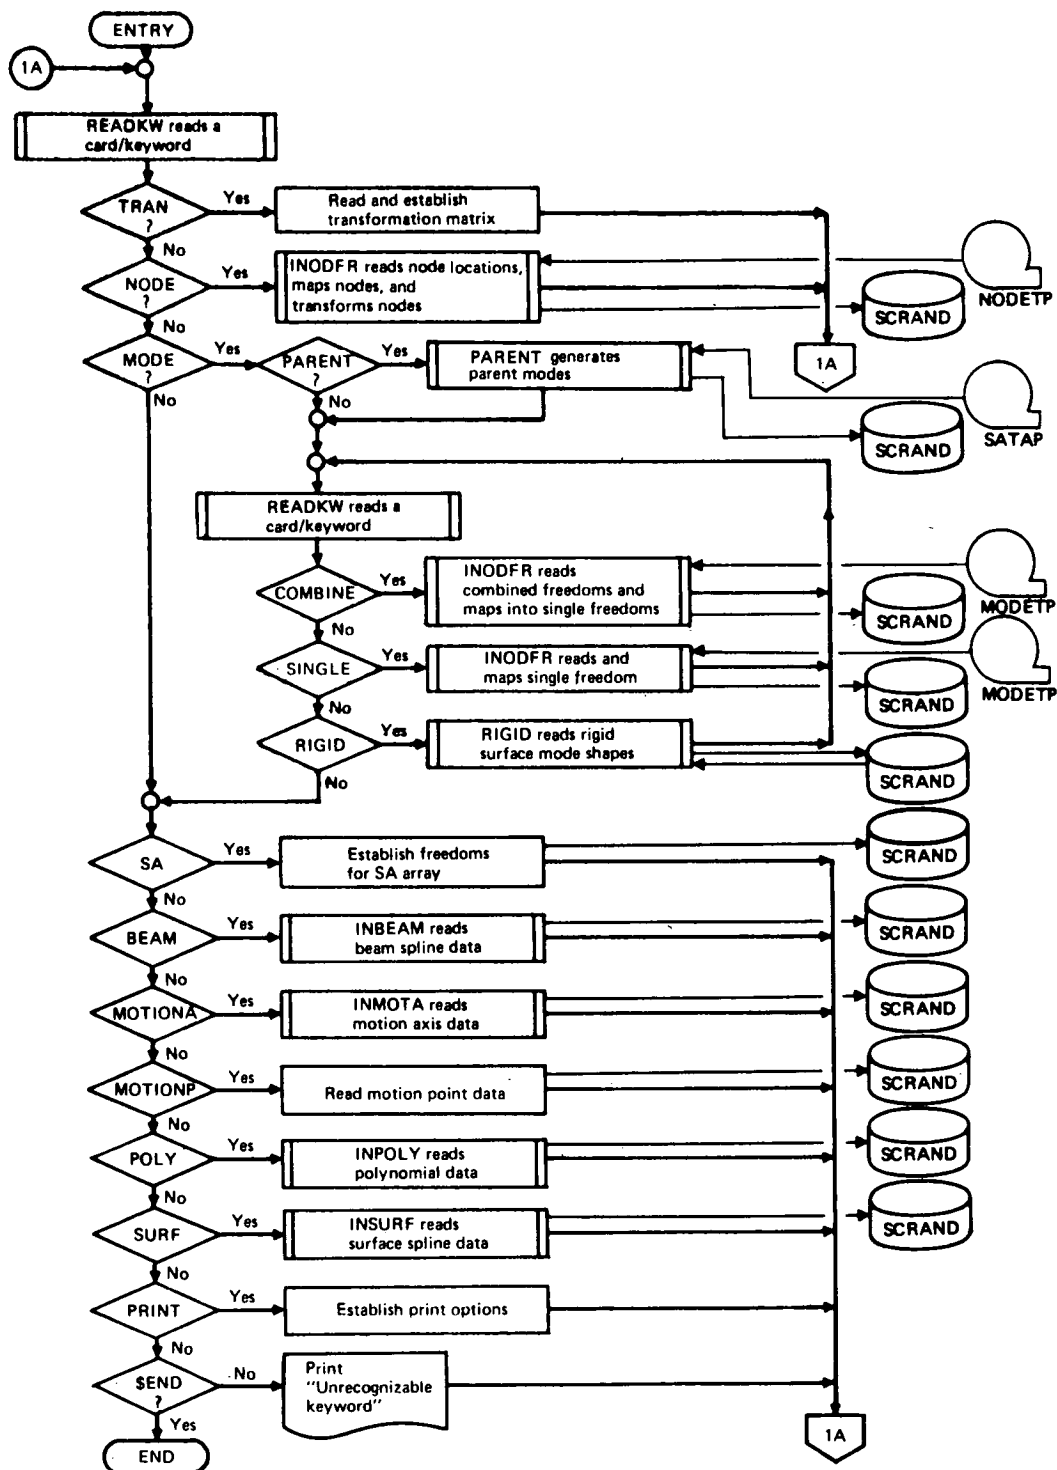 ENTRY
1A
READKW reads a
card/keyword
TRAN
?
Yes
No
Read and establish
transformation matrix
NODE
?
Yes
No
INODFR reads node locations,
maps nodes, and
transforms nodes
NODETP
SCRAND
1A
MODE
?
Yes
No
PARENT
?
Yes
No
PARENT generates
parent modes
SATAP
SCRAND
READKW reads a
card/keyword
COMBINE
Yes
No
INODFR reads
combined freedoms and
maps into single freedoms
MODETP
SCRAND
SINGLE
Yes
No
INODFR reads and
maps single freedom
MODETP
SCRAND
RIGID
Yes
No
RIGID reads rigid
surface mode shapes
SCRAND
SA
Yes
No
Establish freedoms
for SA array
SCRAND
BEAM
Yes
No
INBEAM reads
beam spline data
SCRAND
MOTIONA
Yes
No
INMOTA reads
motion axis data
SCRAND
MOTIONP
Yes
No
Read motion point data
SCRAND
POLY
Yes
No
INPOLY reads
polynomial data
SCRAND
SURF
Yes
No
INSURF reads
surface spline data
SCRAND
PRINT
Yes
No
Establish print options
$END
?
No
Yes
Print
"Unrecognizable
keyword"
1A
END